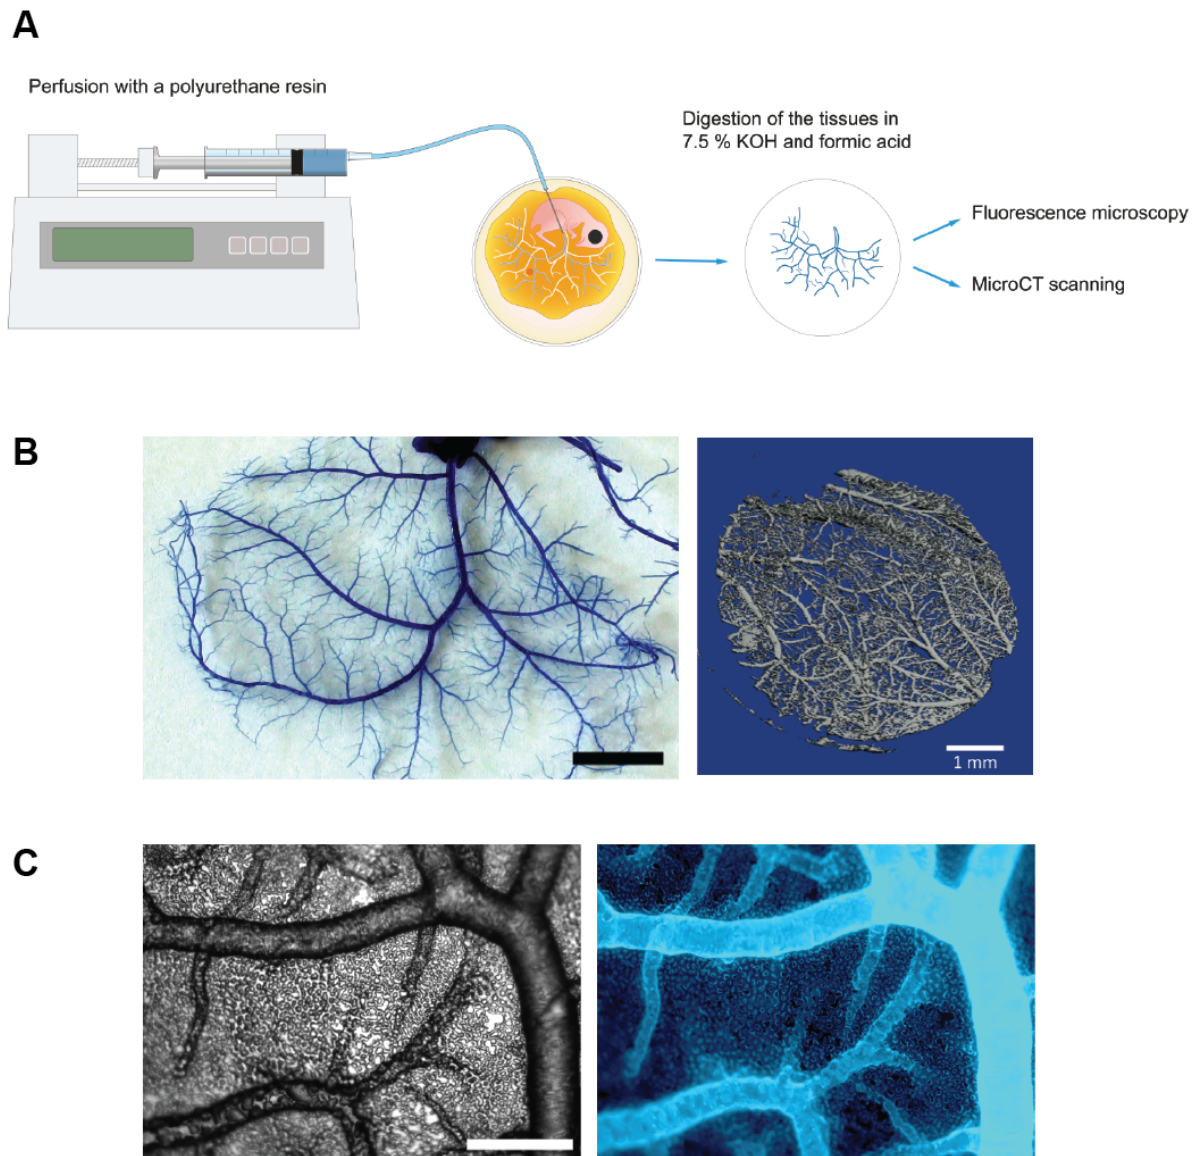 A
Perfusion with a polyurethane resin
Digestion of the tissues in
7.5 % KOH and formic acid
Fluorescence microscopy
MicroCT scanning
B
1 mm
C